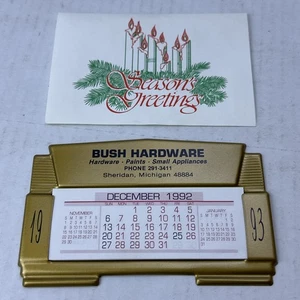 Season's
Greetings
BUSH HARDWARE
Hardware - Paints - Small Appliances
PHONE 291-3411
Sheridan, Michigan 48884
DECEMBER 1992
NOVEMBER
JANUARY
1 2 3 4 5
6 7 8 9 10 11 12
13 14 15 16 17 18 19
20 21 22 23 24 25 26
27 28 29 30 31
19
93